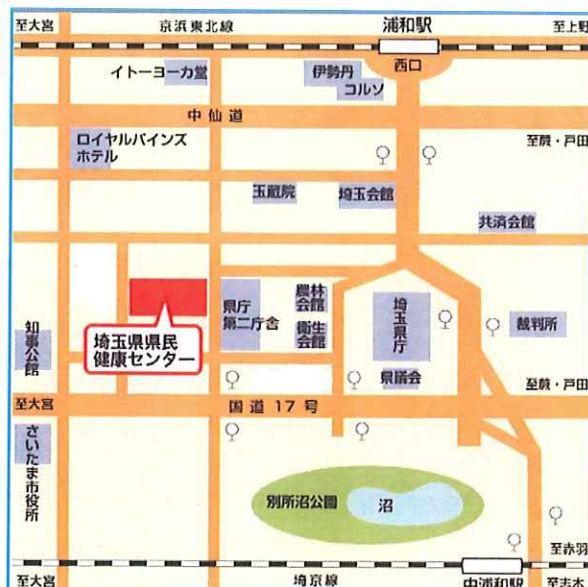 至大宮
京浜東北線
浦和駅
至上野
西口
イトーヨーカ堂
伊勢丹
コルソ
中仙道
ロイヤルパインズ
ホテル
至蕨・戸田
玉蔵院
埼玉会館
共済会館
県庁
第二庁舎
農林
会館
衛生
会館
埼玉県庁
裁判所
知事公館
埼玉県県民
健康センター
県議会
至蕨・戸田
至大宮
国道17号
さいたま市役所
別所沼公園
沼
至赤羽
至大宮
埼京線
中浦和駅
至志木